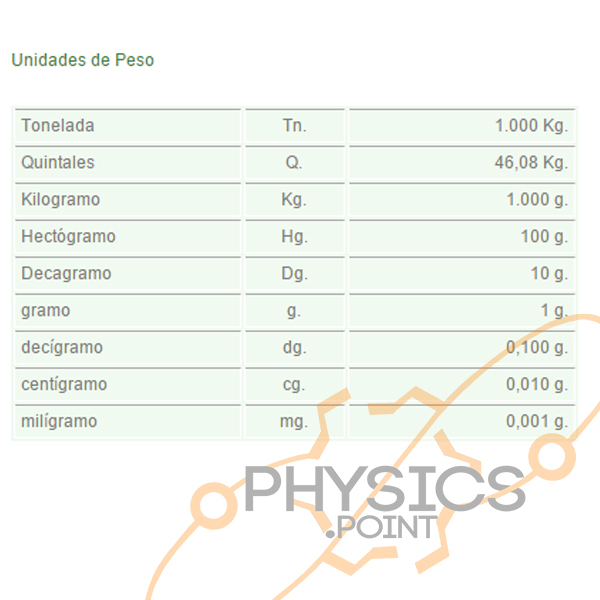 Unidades de Peso
Tonelada Tn. 1.000 Kg.
Quintales Q. 46,08 Kg.
Kilogramo Kg. 1.000 g.
Hectógramo Hg. 100 g.
Decagramo Dg. 10 g.
gramo g. 1 g.
decígramo dg. 0,100 g.
centígramo cg. 0,010 g.
milígramo mg. 0,001 g.
PHYSICS
.POINT